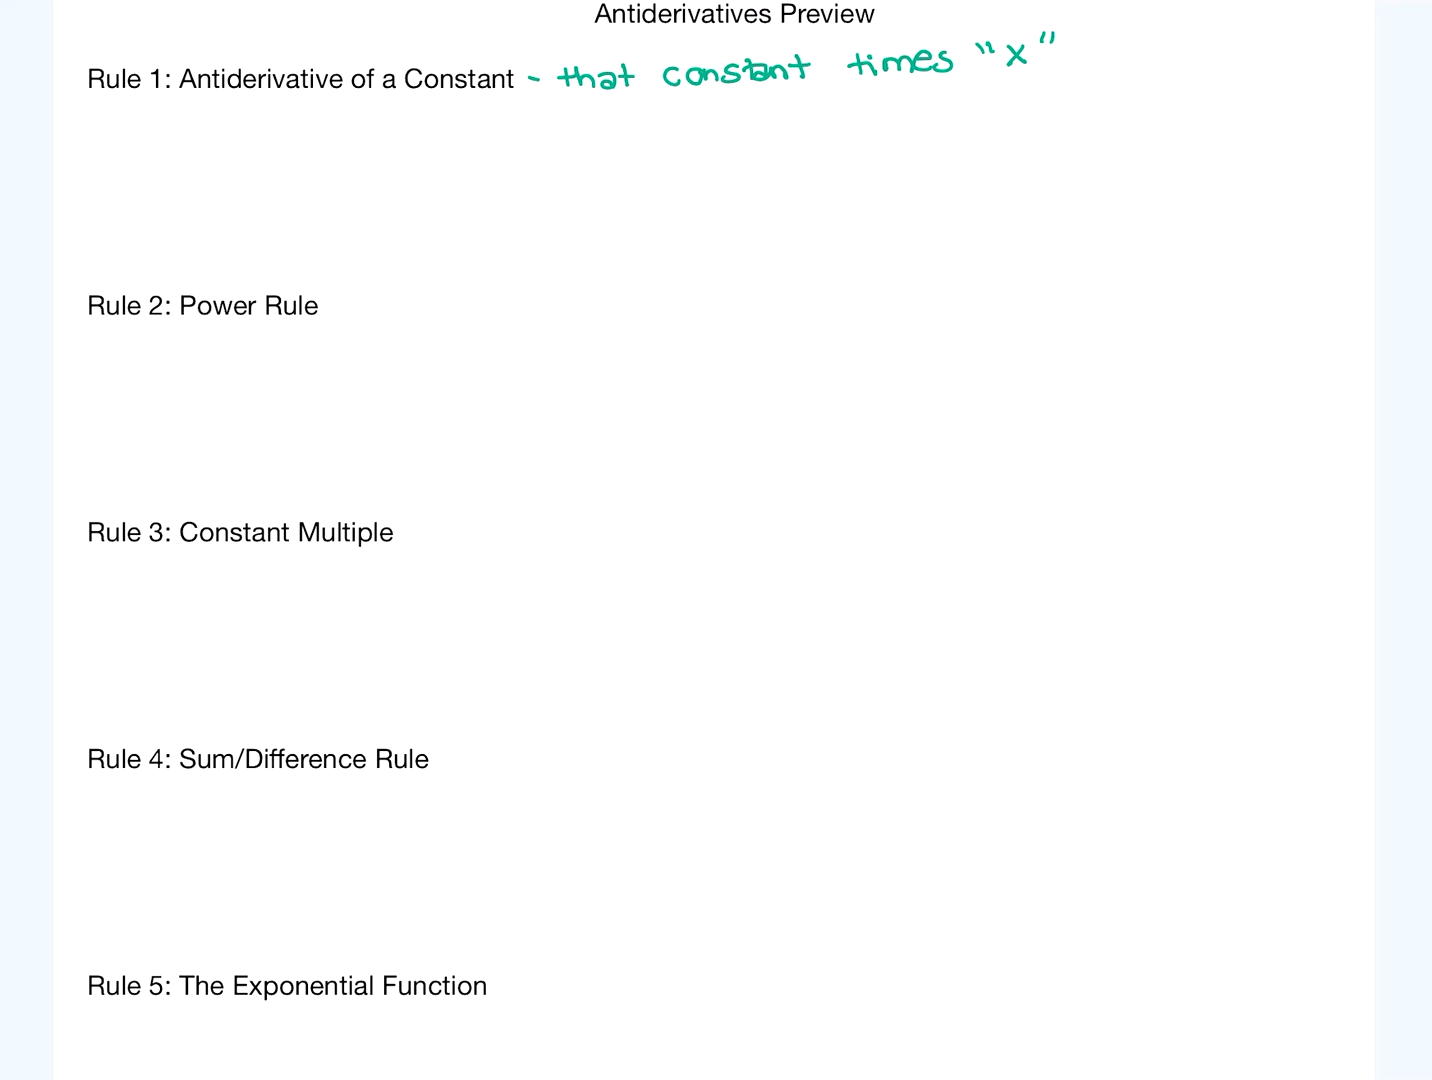 Antiderivatives Preview
Rule 1: Antiderivative of a Constant - that constant times "x"
Rule 2: Power Rule
Rule 3: Constant Multiple
Rule 4: Sum/Difference Rule
Rule 5: The Exponential Function